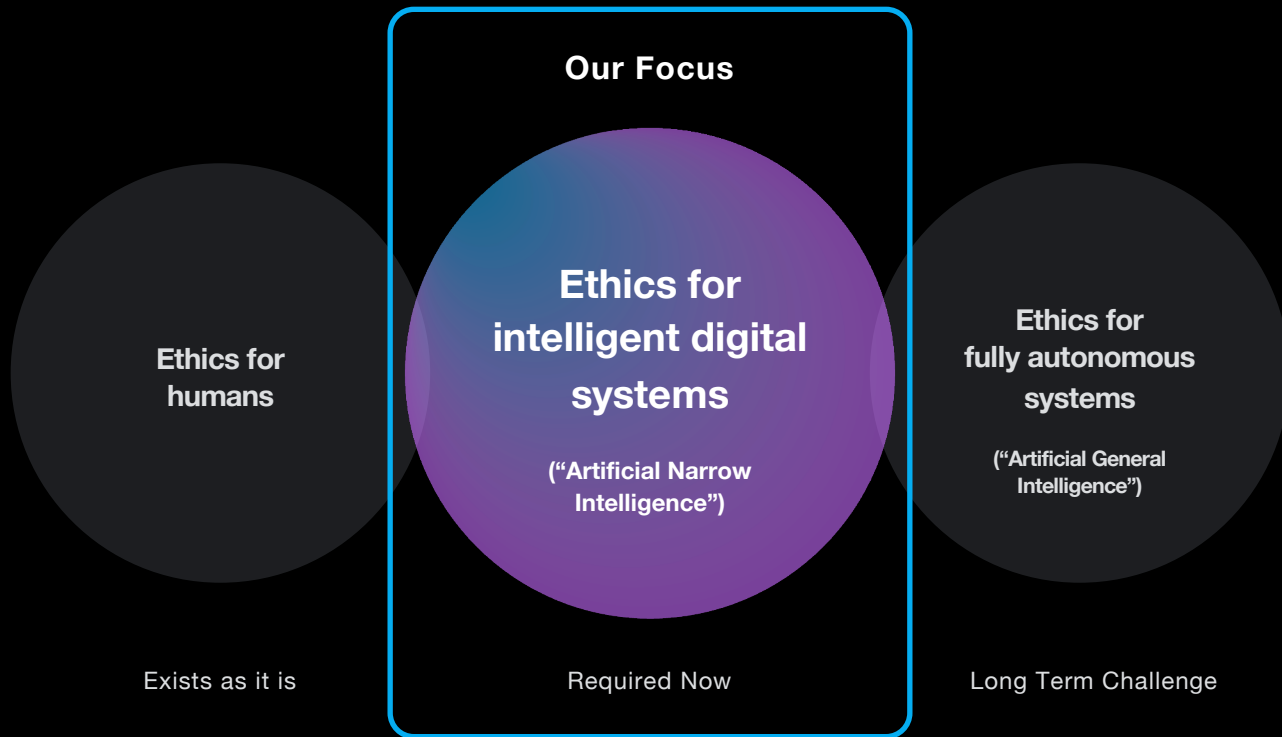 Our Focus
Ethics for
humans
Ethics for
intelligent digital
systems
(“Artificial Narrow
Intelligence”)
Ethics for
fully autonomous
systems
(“Artificial General
Intelligence”)
Exists as it is
Required Now
Long Term Challenge